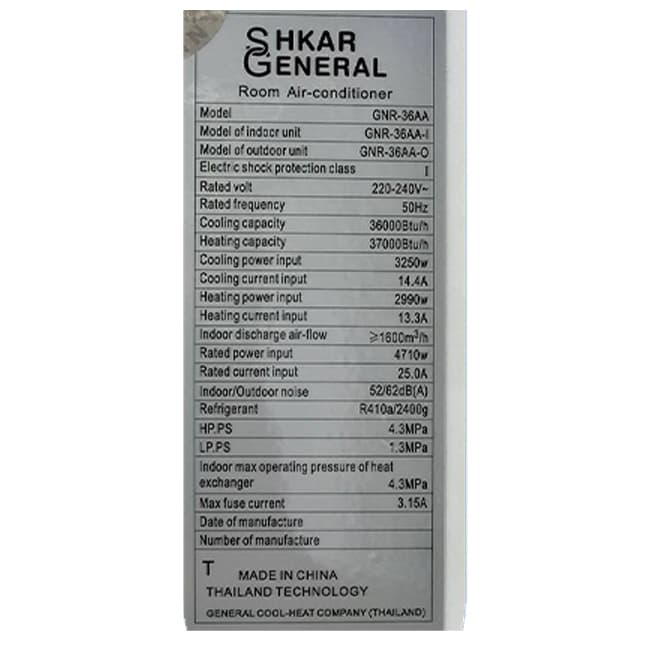 SHKAR
GENERAL
Room Air-conditioner
Model GNR-36AA
Model of indoor unit GNR-36AA-I
Model of outdoor unit GNR-36AA-O
Electric shock protection class I
Rated volt 220-240V~
Rated frequency 50Hz
Cooling capacity 36000Btu/h
Heating capacity 37000Btu/h
Cooling power input 3250w
Cooling current input 14.4A
Heating power input 2990w
Heating current input 13.3A
Indoor discharge air-flow ≥1600m³/h
Rated power input 4710w
Rated current input 25.0A
Indoor/Outdoor noise 52/62dB(A)
Refrigerant R410a/2400g
HP.PS 4.3MPa
LP.PS 1.3MPa
Indoor max operating pressure of heat
exchanger 4.3MPa
Max fuse current 3.15A
Date of manufacture
Number of manufacture
T MADE IN CHINA
THAILAND TECHNOLOGY
GENERAL COOL-HEAT COMPANY (THAILAND)